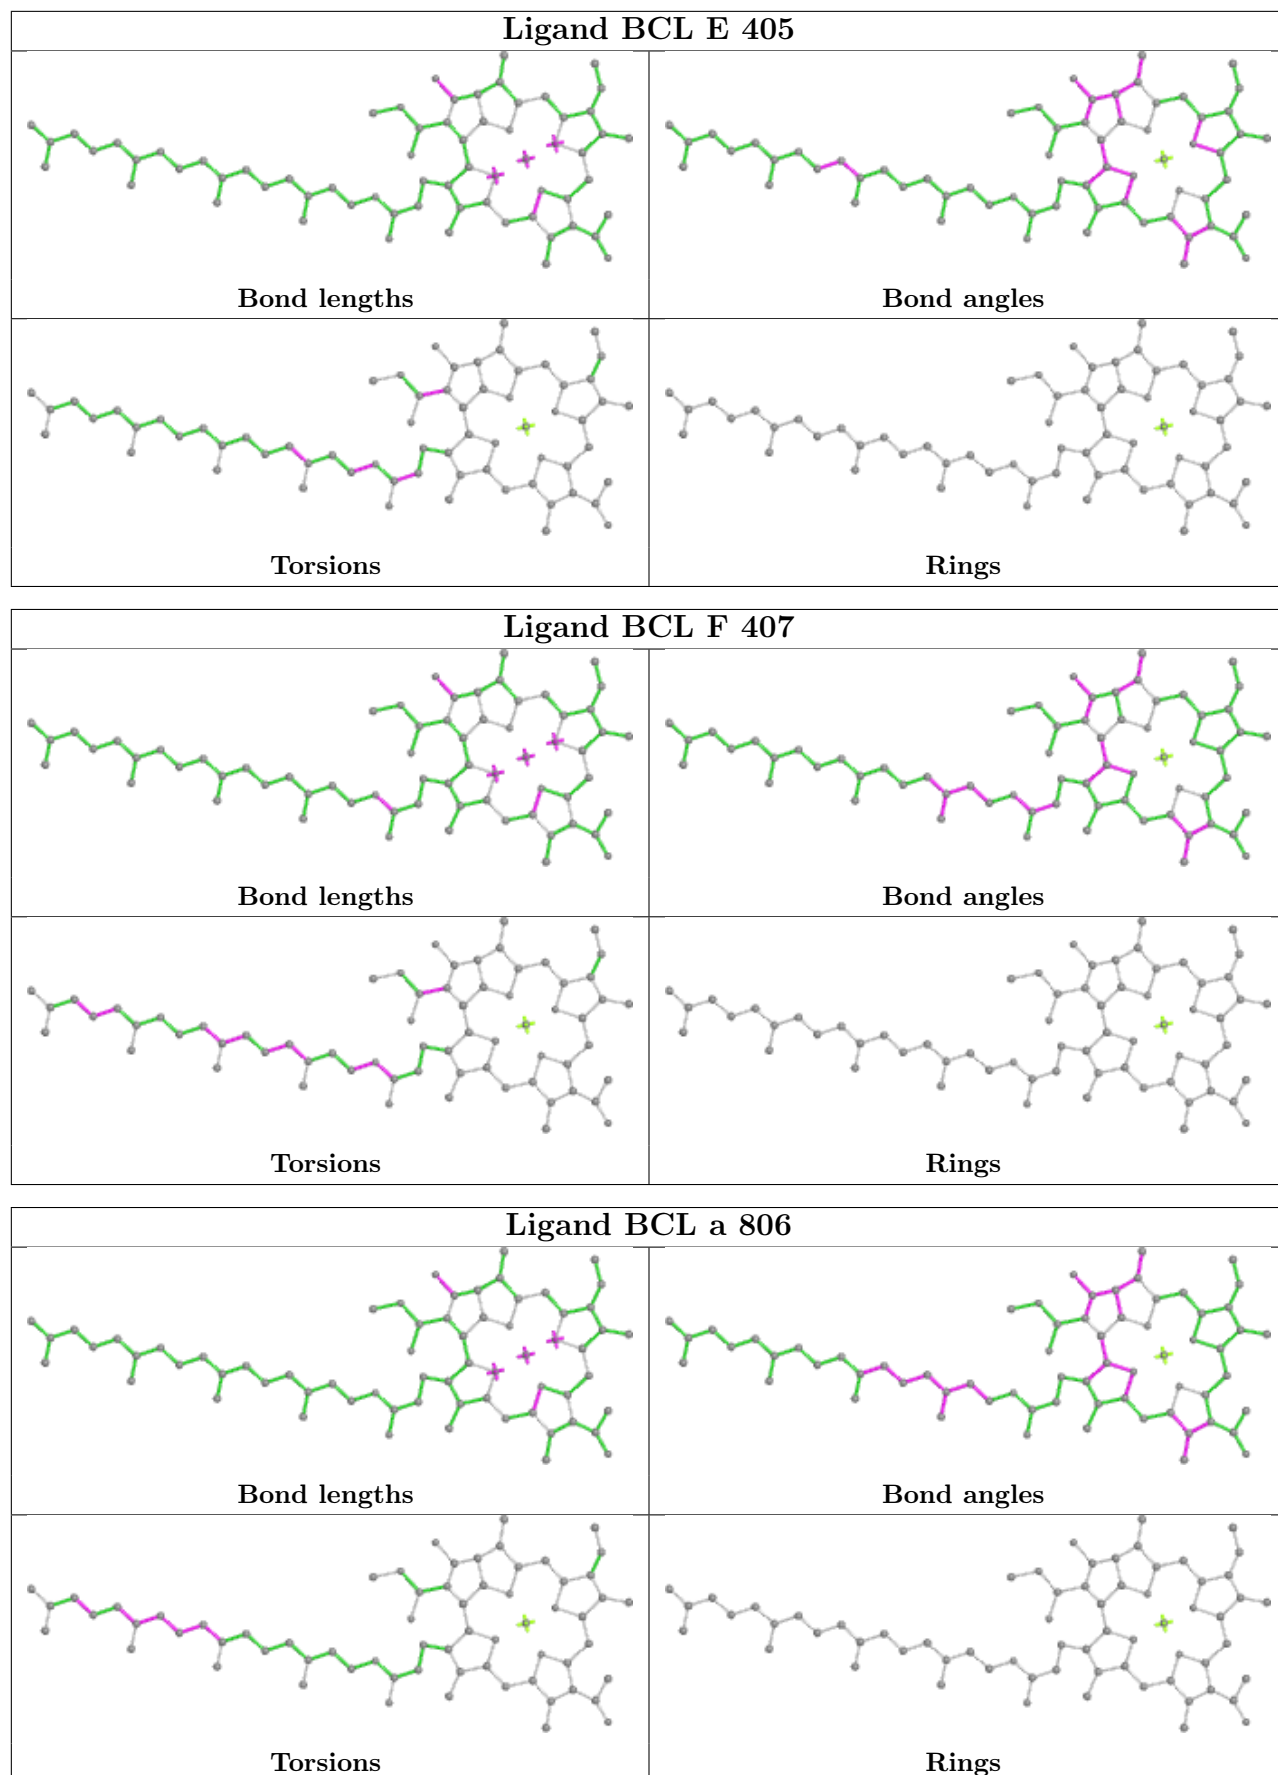 Ligand BCL E 405
Bond lengths
Bond angles
Torsions
Rings
Ligand BCL F 407
Bond lengths
Bond angles
Torsions
Rings
Ligand BCL a 806
Bond lengths
Bond angles
Torsions
Rings